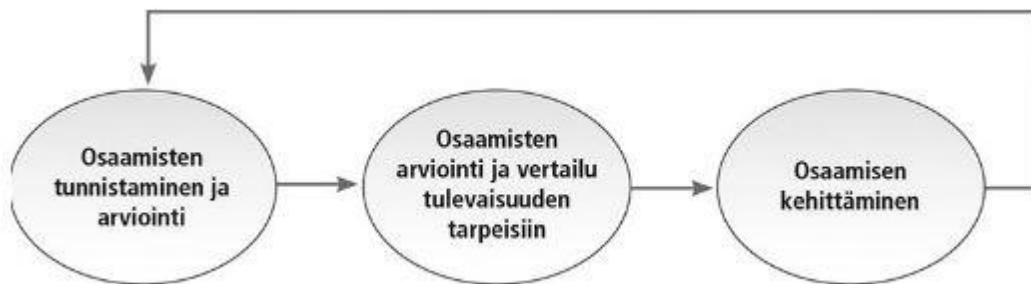 Osaamisten
tunnistaminen ja
arviointi
Osaamisten
arviointi ja vertailu
tulevaisuuden
tarpeisiin
Osaamisen
kehittäminen